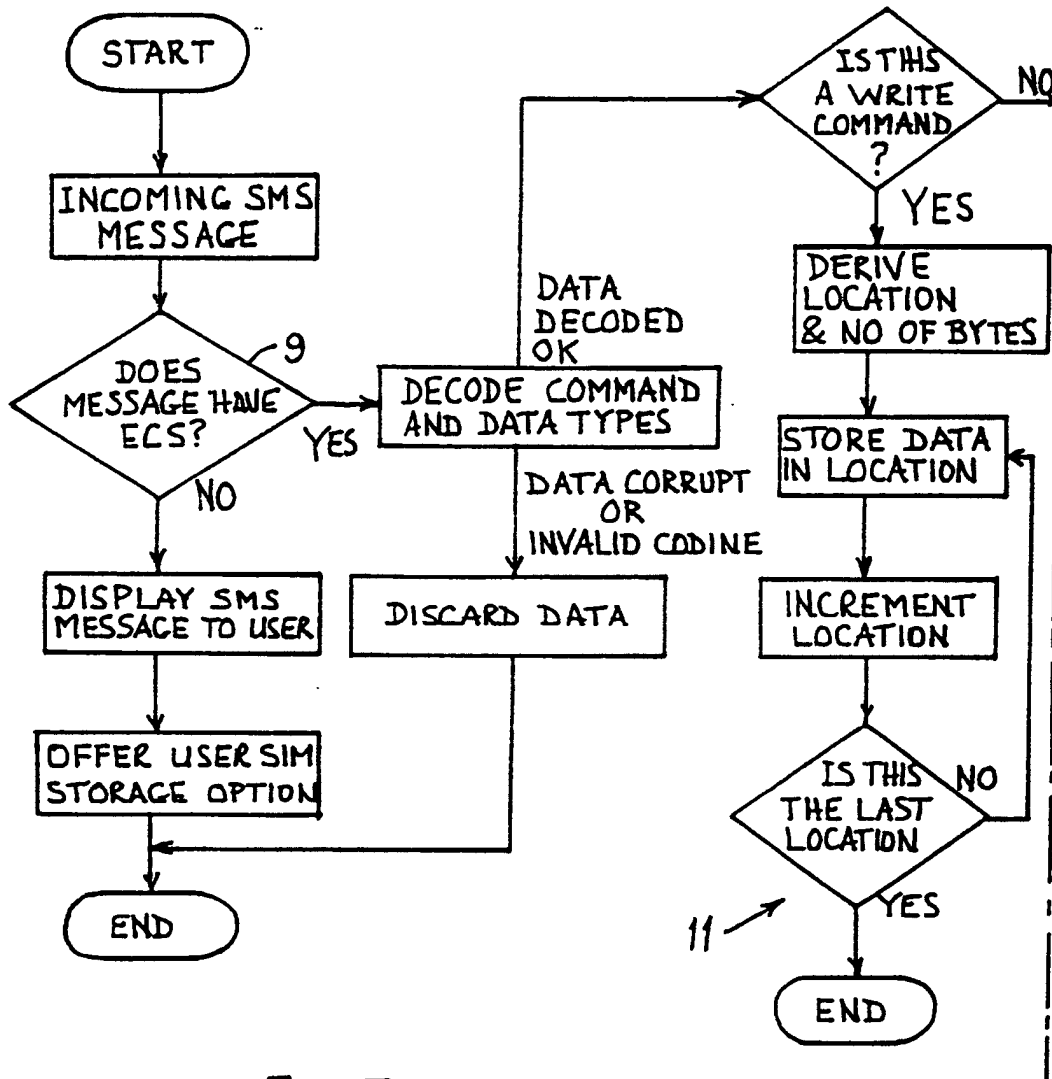 START
INCOMING SMS
MESSAGE
9
DOES
MESSAGE HAVE
ECS?
YES
NO
DISPLAY SMS
MESSAGE TO USER
OFFER USER SIM
STORAGE OPTION
END
DATA
DECODED
OK
DECODE COMMAND
AND DATA TYPES
DATA CORRUPT
OR
INVALID CODINE
DISCARD DATA
IS THIS
A WRITE
COMMAND
?
NO
YES
DERIVE
LOCATION
& NO OF BYTES
STORE DATA
IN LOCATION
INCREMENT
LOCATION
IS THIS
THE LAST
LOCATION
NO
YES
11
END